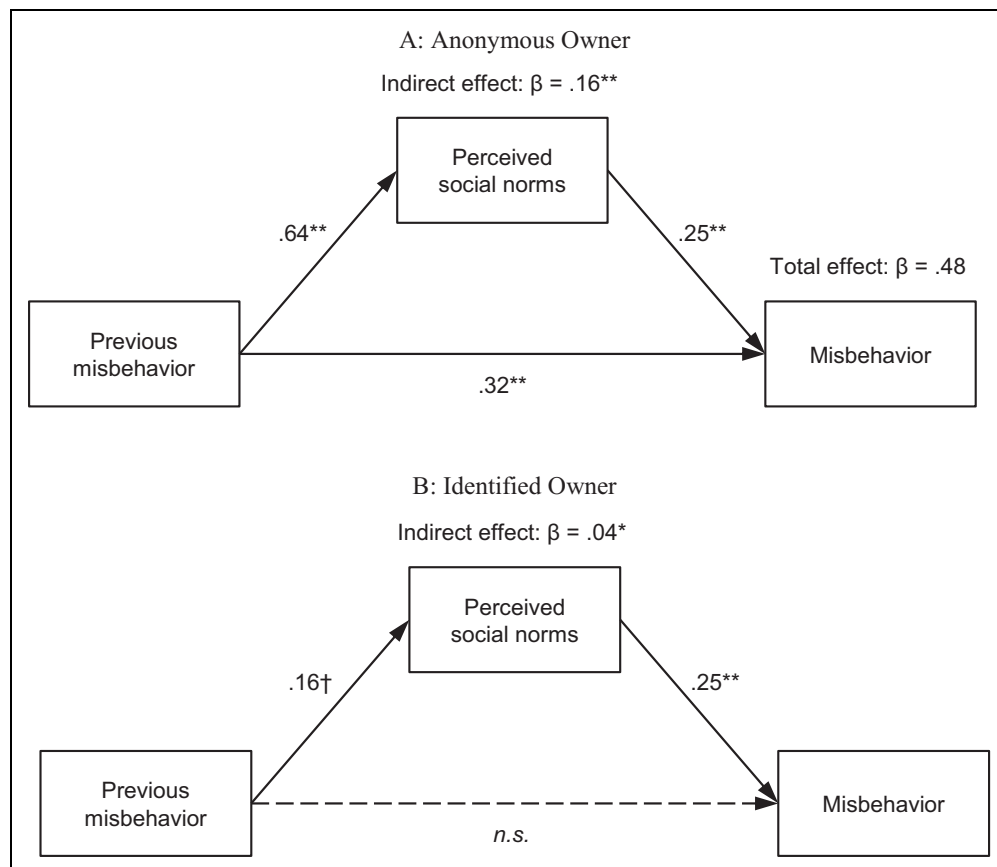 A: Anonymous Owner
Indirect effect: β = .16**
Perceived
social norms
.64**
.25**
Total effect: β = .48
Previous
misbehavior
Misbehavior
.32**
B: Identified Owner
Indirect effect: β = .04*
Perceived
social norms
.16†
.25**
Previous
misbehavior
Misbehavior
n.s.